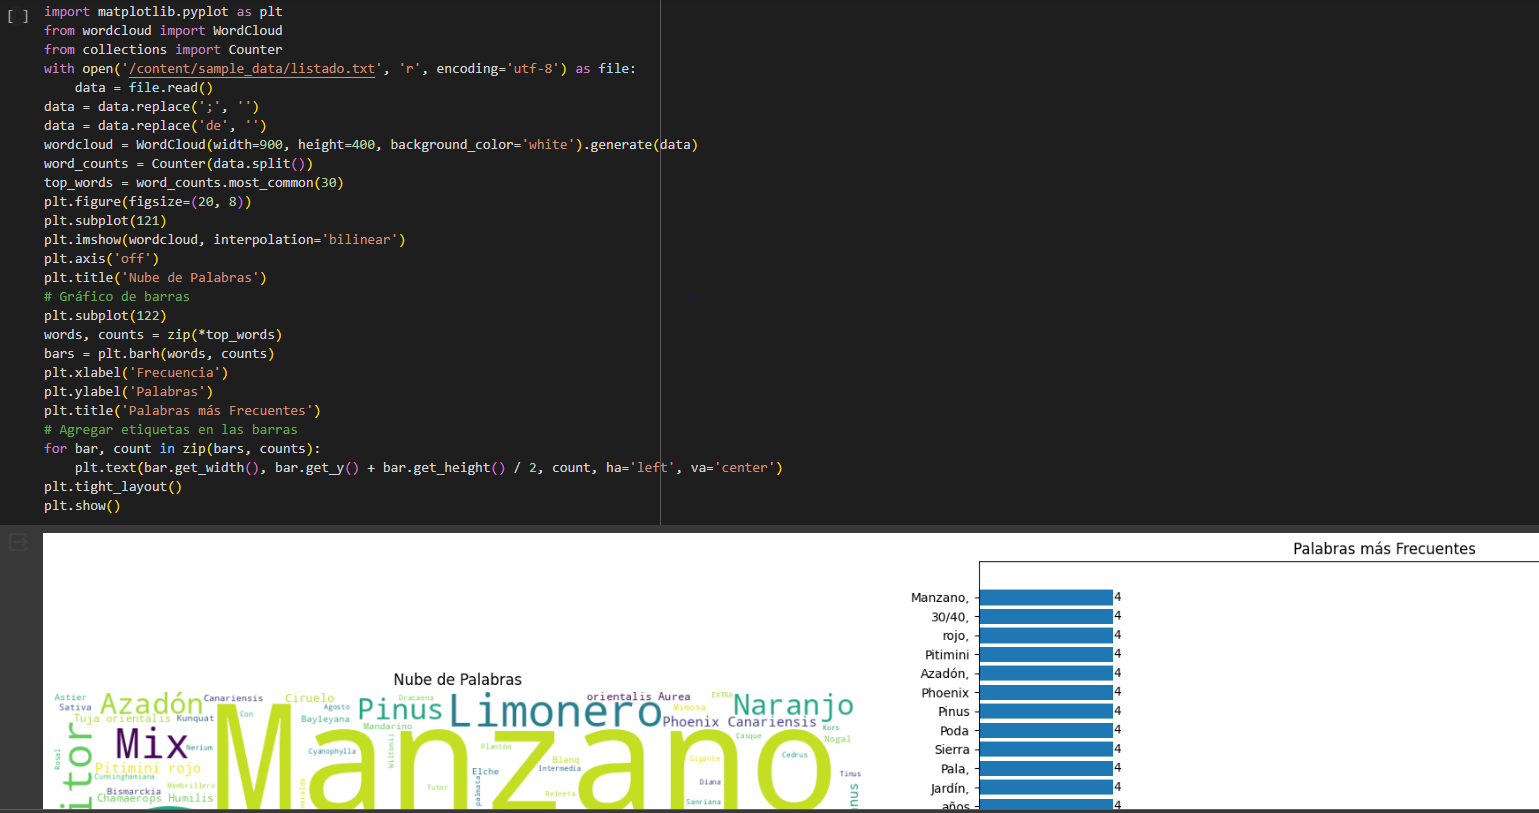 [ ]
import matplotlib.pyplot as plt
from wordcloud import WordCloud
from collections import Counter
with open('/content/sample_data/listado.txt', 'r', encoding='utf-8') as file:
    data = file.read()
data = data.replace(';', '')
data = data.replace('de', '')
wordcloud = WordCloud(width=900, height=400, background_color='white').generate(data)
word_counts = Counter(data.split())
top_words = word_counts.most_common(30)
plt.figure(figsize=(20, 8))
plt.subplot(121)
plt.imshow(wordcloud, interpolation='bilinear')
plt.axis('off')
plt.title('Nube de Palabras')
# Gráfico de barras
plt.subplot(122)
words, counts = zip(*top_words)
bars = plt.barh(words, counts)
plt.xlabel('Frecuencia')
plt.ylabel('Palabras')
plt.title('Palabras más Frecuentes')
# Agregar etiquetas en las barras
for bar, count in zip(bars, counts):
    plt.text(bar.get_width(), bar.get_y() + bar.get_height() / 2, count, ha='left', va='center')
plt.tight_layout()
plt.show()
Nube de Palabras
Astier
Sativa
Azadón
Canariensis
Ciruelo
Dracaena
orientalis Aurea
EXTRA
Naranjo
Tuja orientalis
Kunquat
Con
Agosto
Bayleyana
Pinus
Mandarino
Limonero
Mimosa
Phoenix Canariensis
Kors
Casque
Nogal
Mix
Nerium
Manzano
Cyanophylla
Wiltonii
Plantón
Blanq
Intermedia
Gigante
Cedrus
Rosal
itor
Pitimini rojo
Cunninghamiana
Membrillero
Bismarckia
Chamaerops Humilis
Elche
palmata
Tutor
Reineta
Diana
Sanriana
Tinus
nus
Palabras más Frecuentes
Manzano, 4
30/40, 4
rojo, 4
Pitimini 4
Azadón, 4
Phoenix 4
Pinus 4
Poda 4
Sierra 4
Pala, 4
Jardín, 4
años 4